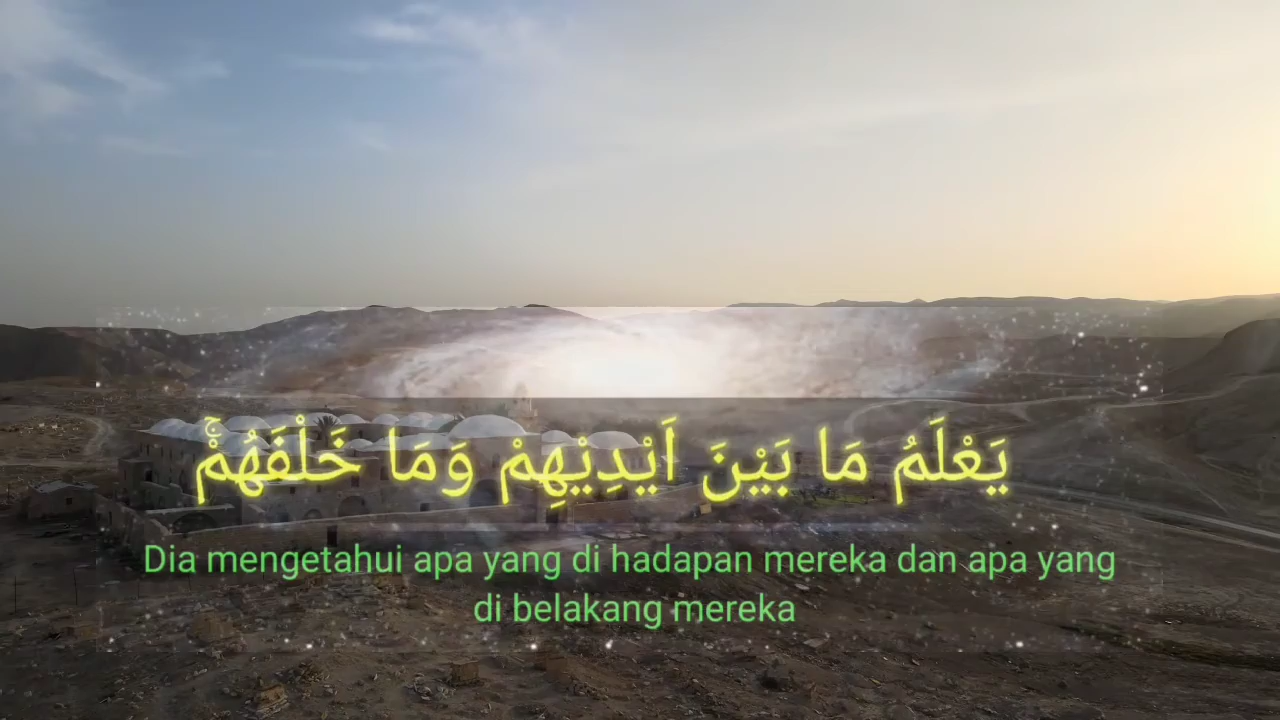 يَعْلَمُ مَا بَيْنَ اَيْدِيْهِمْ وَمَا خَلْفَهُمْۚ
Dia mengetahui apa yang di hadapan mereka dan apa yang
di belakang mereka